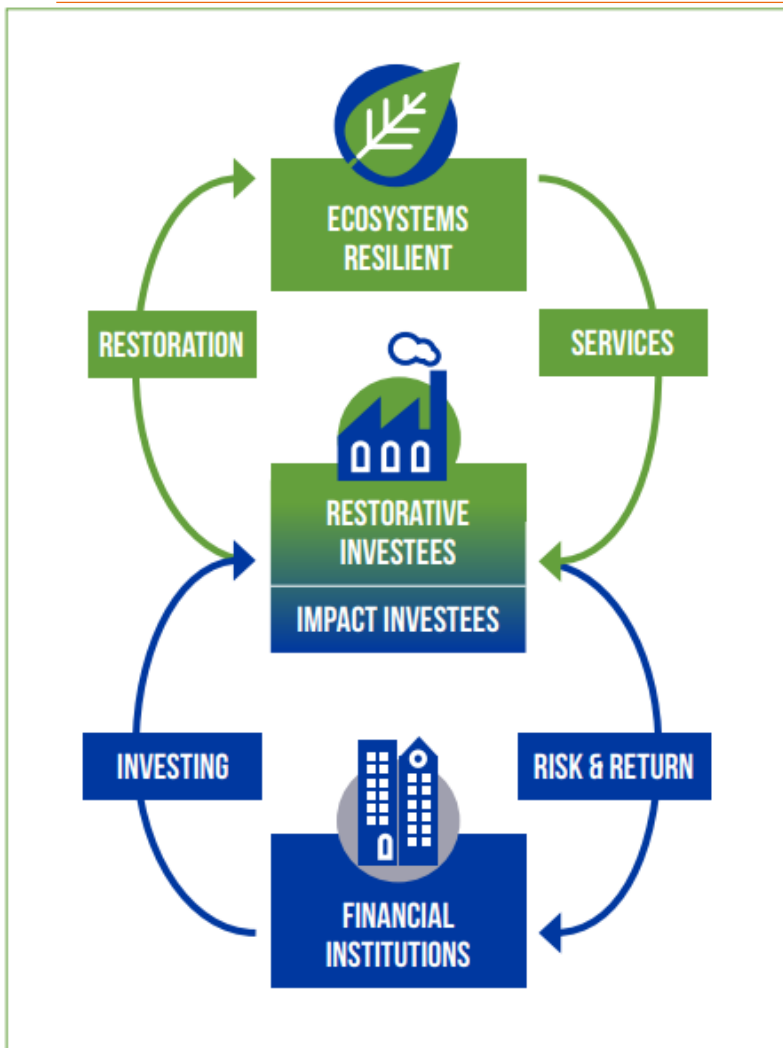 ECOSYSTEMS
RESILIENT
RESTORATION
SERVICES
RESTORATIVE
INVESTEES
IMPACT INVESTEES
INVESTING
RISK & RETURN
FINANCIAL
INSTITUTIONS